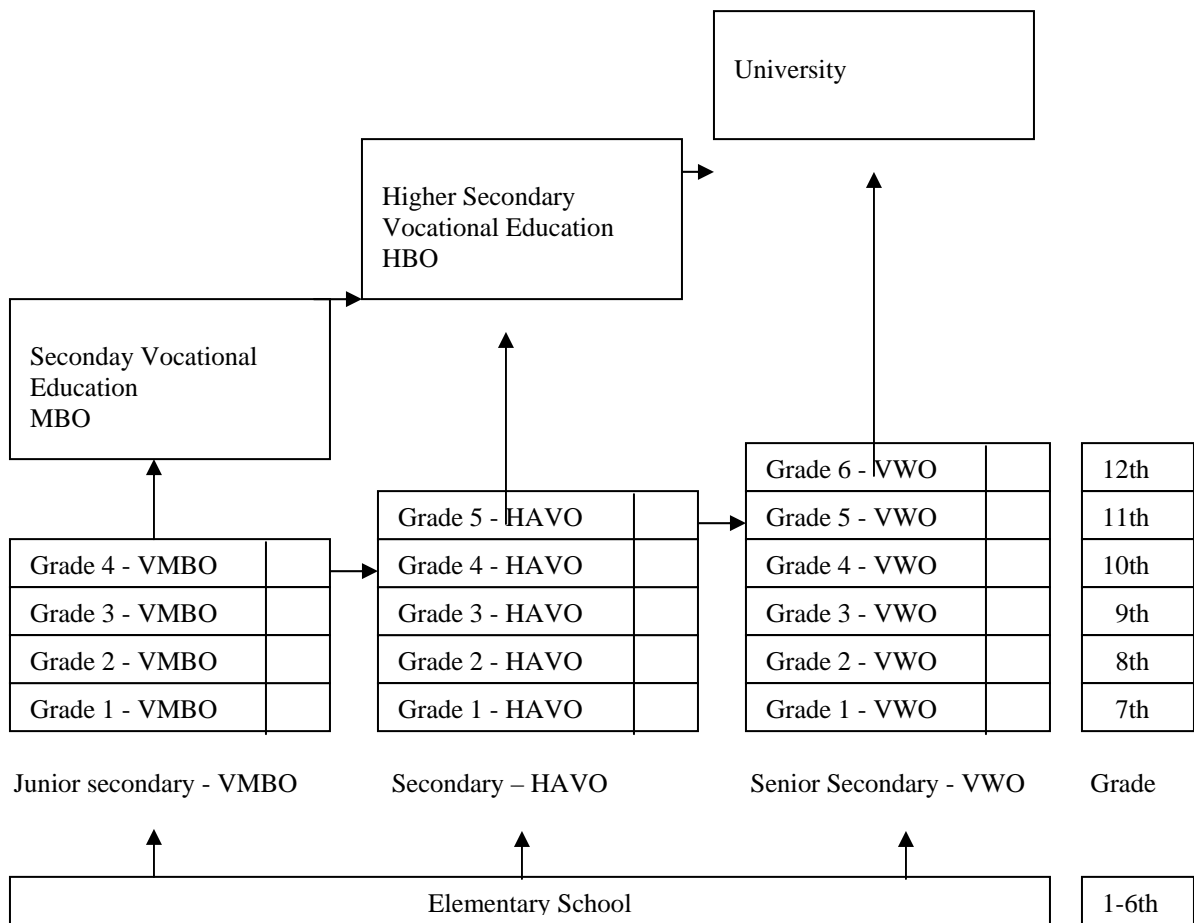 University
Higher Secondary
Vocational Education
HBO
Seconday Vocational
Education
MBO
Grade 6 - VWO 12th
Grade 5 - HAVO Grade 5 - VWO 11th
Grade 4 - VMBO Grade 4 - HAVO Grade 4 - VWO 10th
Grade 3 - VMBO Grade 3 - HAVO Grade 3 - VWO 9th
Grade 2 - VMBO Grade 2 - HAVO Grade 2 - VWO 8th
Grade 1 - VMBO Grade 1 - HAVO Grade 1 - VWO 7th
Junior secondary - VMBO Secondary – HAVO Senior Secondary - VWO Grade
Elementary School 1-6th